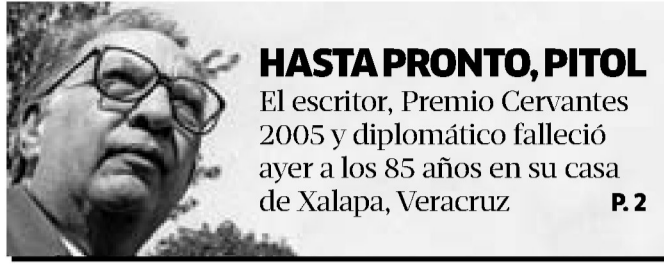 HASTA PRONTO, PITOL
El escritor, Premio Cervantes
2005 y diplomático falleció
ayer a los 85 años en su casa
de Xalapa, Veracruz P. 2